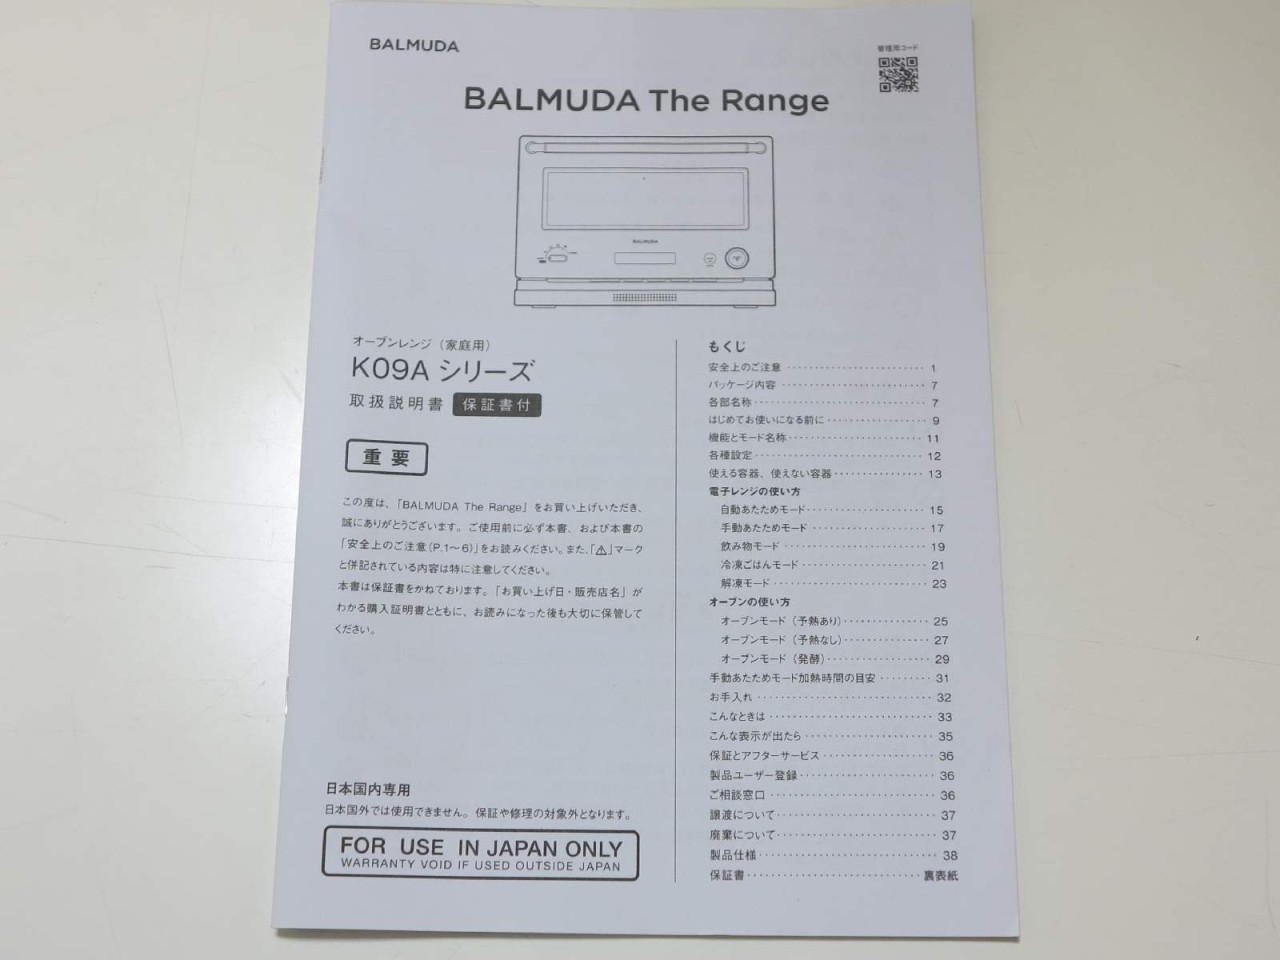 BALMUDA
管理用コード
BALMUDA The Range
BALMUDA
オーブンレンジ（家庭用）
K09A シリーズ
取扱説明書 保証書付
重要
この度は、「BALMUDA The Range」をお買い上げいただき、
誠にありがとうございます。ご使用前に必ず本書、および本書の
「安全上のご注意(P.1〜6)」をお読みください。また、「⚠」マーク
と併記されている内容は特に注意してください。
本書は保証書をかねております。「お買い上げ日・販売店名」が
わかる購入証明書とともに、お読みになった後も大切に保管して
ください。
日本国内専用
日本国外では使用できません。保証や修理の対象外となります。
FOR USE IN JAPAN ONLY
WARRANTY VOID IF USED OUTSIDE JAPAN
もくじ
安全上のご注意 1
パッケージ内容 7
各部名称 7
はじめてお使いになる前に 9
機能とモード名称 11
各種設定 12
使える容器、使えない容器 13
電子レンジの使い方
自動あたためモード 15
手動あたためモード 17
飲み物モード 19
冷凍ごはんモード 21
解凍モード 23
オーブンの使い方
オーブンモード（予熱あり） 25
オーブンモード（予熱なし） 27
オーブンモード（発酵） 29
手動あたためモード加熱時間の目安 31
お手入れ 32
こんなときは 33
こんな表示が出たら 35
保証とアフターサービス 36
製品ユーザー登録 36
ご相談窓口 36
譲渡について 37
廃棄について 37
製品仕様 38
保証書 裏表紙